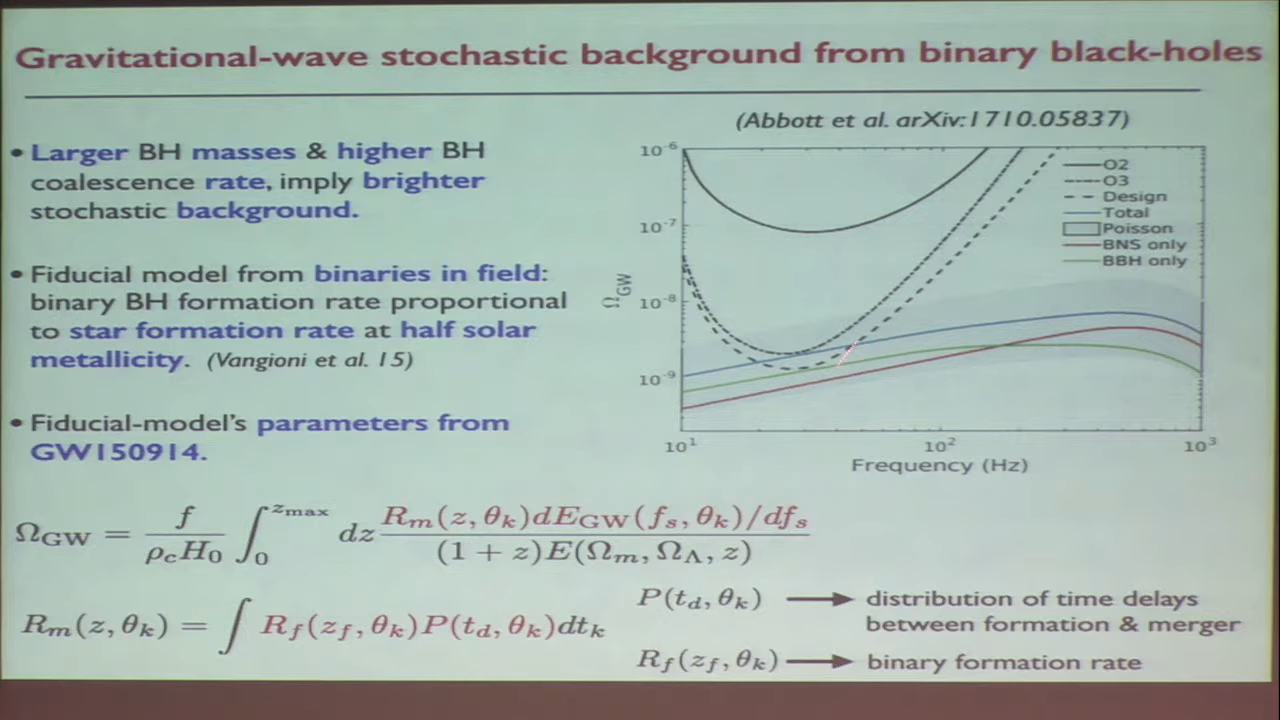 Gravitational-wave stochastic background from binary black-holes
• Larger BH masses & higher BH
coalescence rate, imply brighter
stochastic background.
• Fiducial model from binaries in field:
binary BH formation rate proportional
to star formation rate at half solar
metallicity. (Vangioni et al. 15)
• Fiducial-model's parameters from
GW150914.
(Abbott et al. arXiv:1710.05837)
10⁻⁶
10⁻⁷
10⁻⁸
10⁻⁹
Ω_GW
O2
O3
Design
Total
Poisson
BNS only
BBH only
10¹ 10² 10³
Frequency (Hz)
Ω_GW = f/(ρ_c H_0) ∫_0^{z_max} dz R_m(z, θ_k) dE_GW(f_s, θ_k)/df_s / ((1 + z)E(Ω_m, Ω_Λ, z))
R_m(z, θ_k) = ∫ R_f(z_f, θ_k)P(t_d, θ_k)dt_k
P(t_d, θ_k) → distribution of time delays
between formation & merger
R_f(z_f, θ_k) → binary formation rate